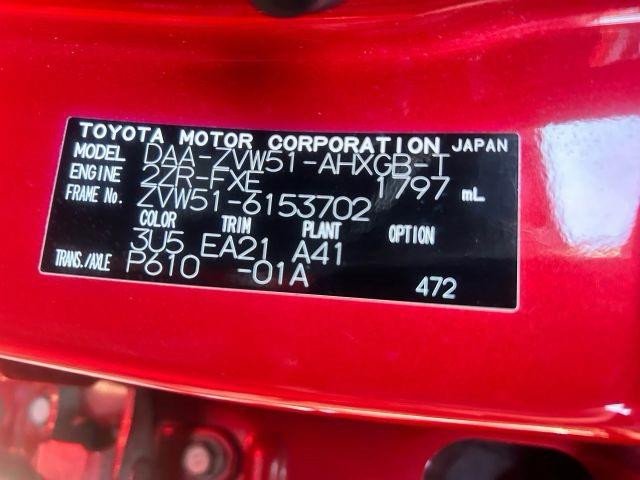 TOYOTA MOTOR CORPORATION JAPAN
MODEL DAA-ZVW51-AHXGB-T
ENGINE 2ZR-FXE 1797 mL
FRAME No. ZVW51-6153702
COLOR TRIM PLANT OPTION
3U5 EA21 A41
TRANS./AXLE P610 -01A
472